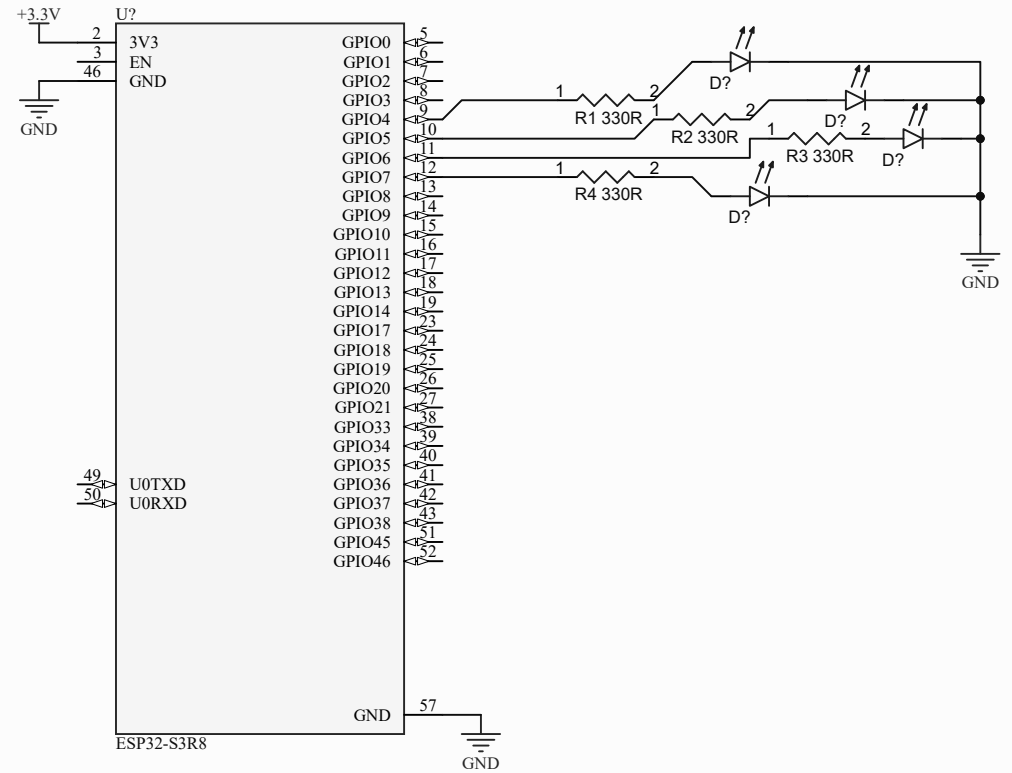 +3.3V
U?
2 3V3
3 EN
46 GND
GND
GPIO0 5
GPIO1 6
GPIO2 7
GPIO3 8
GPIO4 9
GPIO5 10
GPIO6 11
GPIO7 12
GPIO8 13
GPIO9 14
GPIO10 15
GPIO11 16
GPIO12 17
GPIO13 18
GPIO14 19
GPIO17 23
GPIO18 24
GPIO19 25
GPIO20 26
GPIO21 27
GPIO33 38
GPIO34 39
GPIO35 40
GPIO36 41
GPIO37 42
GPIO38 43
GPIO45 51
GPIO46 52
49 U0TXD
50 U0RXD
GND 57
GND
ESP32-S3R8
D?
1 2
R1 330R
D?
1 2
R2 330R
1 2
R3 330R
D?
1 2
R4 330R
D?
GND